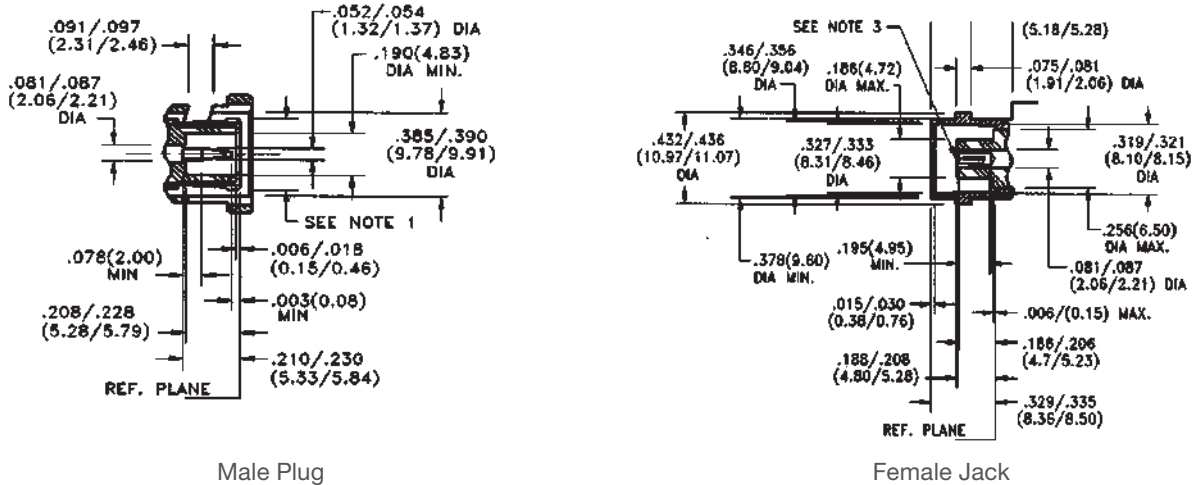 .091/.097
(2.31/2.46)
.052/.054
(1.32/1.37) DIA
.190(4.83)
DIA MIN.
.081/.087
(2.06/2.21)
DIA
.385/.390
(9.78/9.91)
DIA
SEE NOTE 1
.078(2.00)
MIN
.006/.018
(0.15/0.46)
.003(0.08)
MIN
.208/.228
(5.28/5.79)
.210/.230
(5.33/5.84)
REF. PLANE
Male Plug
SEE NOTE 3
(5.18/5.28)
.346/.356
(8.80/9.04)
DIA
.186(4.72)
DIA MAX.
.075/.081
(1.91/2.06) DIA
.432/.436
(10.97/11.07)
DIA
.327/.333
(8.31/8.46)
DIA
.319/.321
(8.10/8.15)
DIA
.256(6.50)
DIA MAX.
.378(9.60)
DIA MIN.
.195(4.95)
MIN.
.081/.087
(2.06/2.21) DIA
.015/.030
(0.38/0.76)
.006/(0.15) MAX.
.186/.206
(4.7/5.23)
.188/.208
(4.80/5.28)
.329/.335
(8.36/8.50)
REF. PLANE
Female Jack